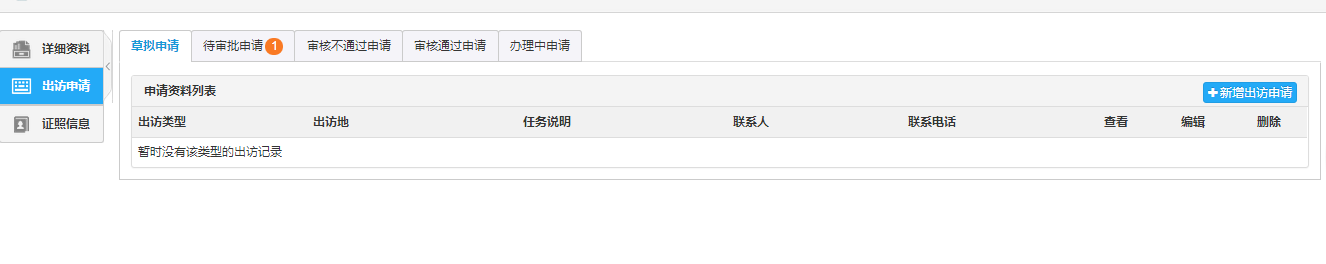 详细资料
出访申请
证照信息
草拟申请 待审批申请 1 审核不通过申请 审核通过申请 办理中申请
申请资料列表 新增出访申请
出访类型 出访地 任务说明 联系人 联系电话 查看 编辑 删除
暂时没有该类型的出访记录